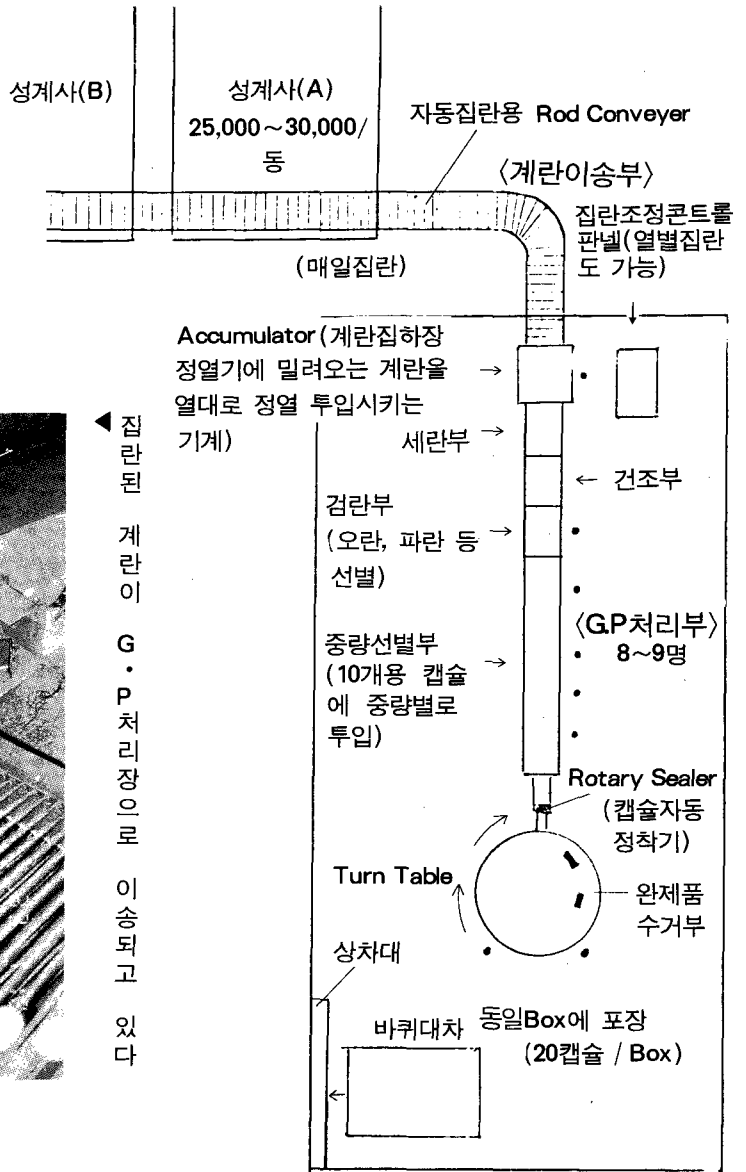 성계사(B)
성계사(A)
25,000~30,000/
동
자동집란용 Rod Conveyer
〈계란이송부〉
집란조정콘트롤
판넬(열별집란
도 가능)
(매일집란)
Accumulator(계란집하장
정열기에 밀려오는 계란을
열대로 정열 투입시키는
기계)
세란부
건조부
검란부
(오란, 파란 등
선별)
〈G.P처리부〉
8~9명
중량선별부
(10개용 캡슐
에 중량별로
투입)
Rotary Sealer
(캡슐자동
정착기)
Turn Table
완제품
수거부
상차대
바퀴대차
동일Box에 포장
(20캡슐 / Box)
◀집란된 계란이 G·P처리장으로 이송되고 있다